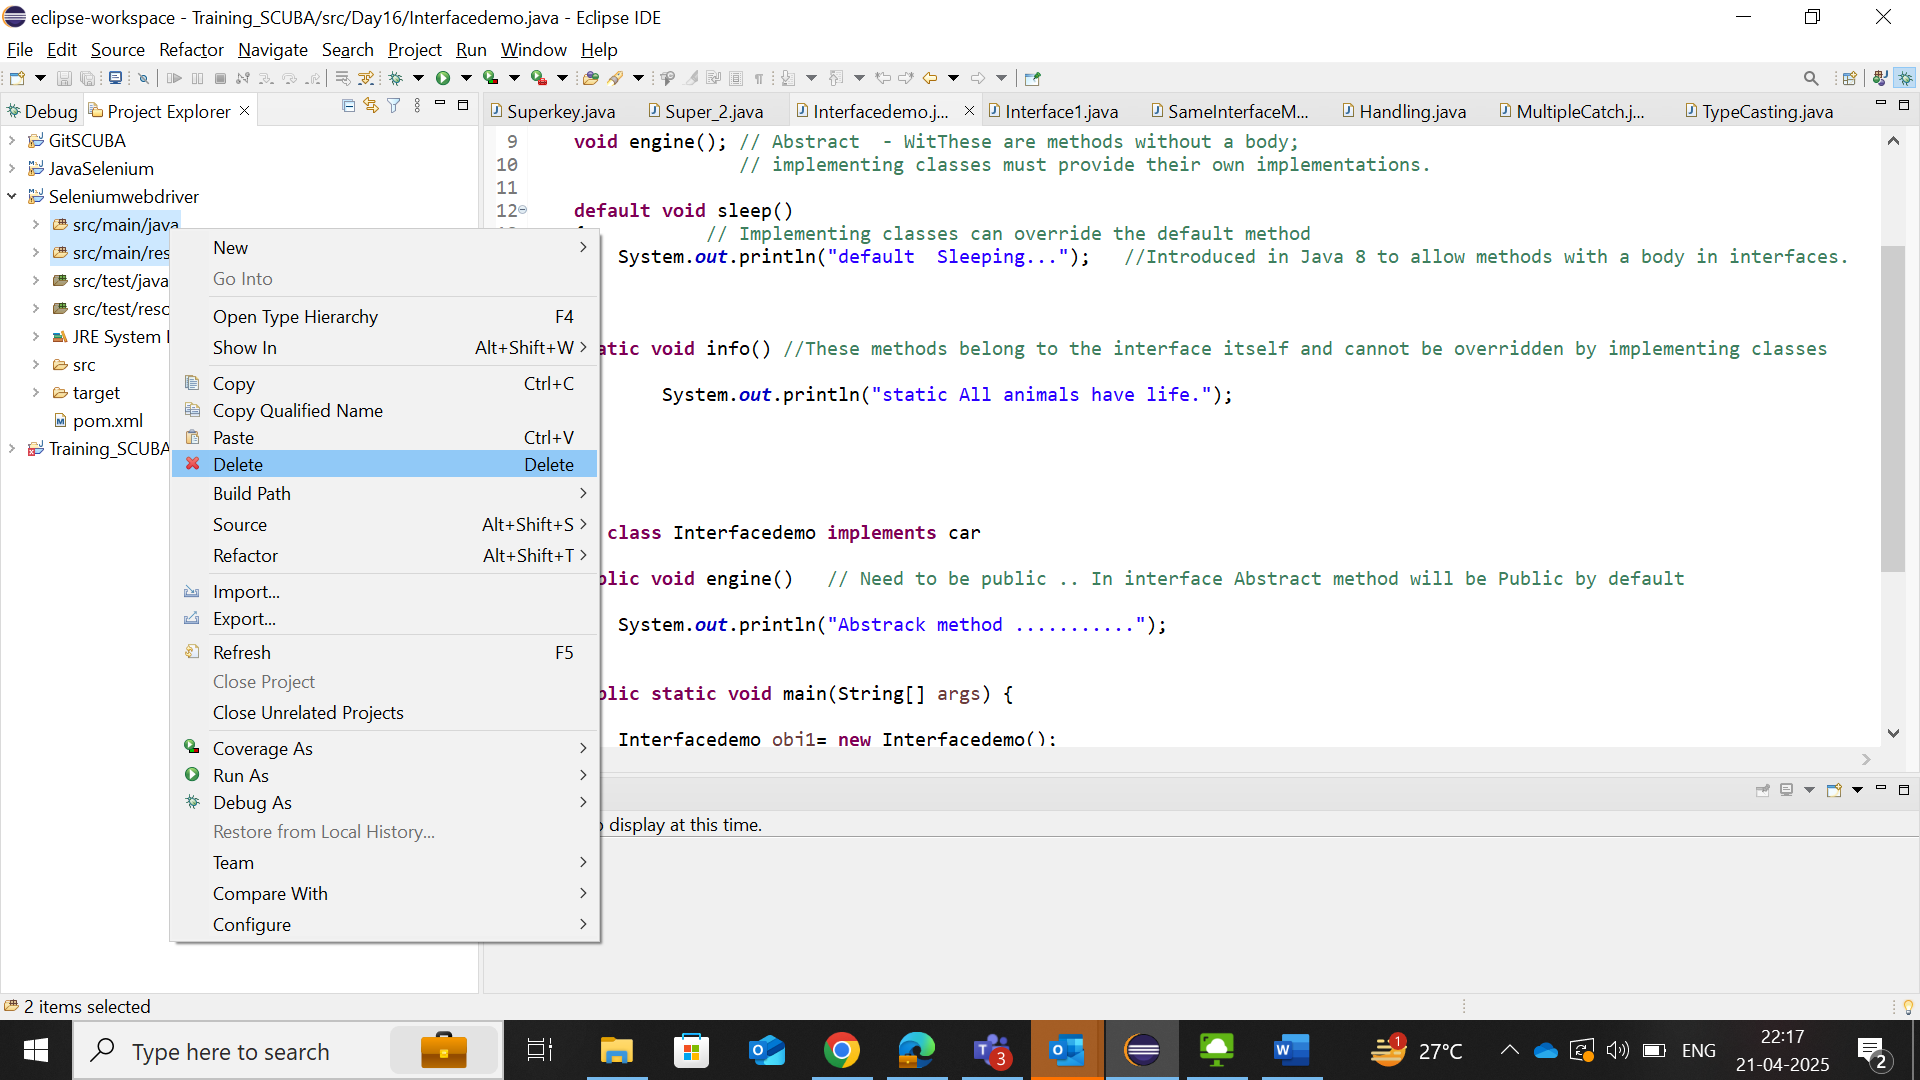 eclipse-workspace - Training_SCUBA/src/Day16/Interfacedemo.java - Eclipse IDE
File Edit Source Refactor Navigate Search Project Run Window Help
Debug Project Explorer
Superkey.java Super_2.java Interfacedemo.j... Interface1.java SameInterfaceM... Handling.java MultipleCatch.j... TypeCasting.java
GitSCUBA
JavaSelenium
Seleniumwebdriver
src/main/java
src/main/res
src/test/java
src/test/resc
JRE System
src
target
pom.xml
Training_SCUBA
New
Go Into
Open Type Hierarchy F4
Show In Alt+Shift+W
Copy Ctrl+C
Copy Qualified Name
Paste Ctrl+V
Delete Delete
Build Path
Source Alt+Shift+S
Refactor Alt+Shift+T
Import...
Export...
Refresh F5
Close Project
Close Unrelated Projects
Coverage As
Run As
Debug As
Restore from Local History...
Team
Compare With
Configure
9 void engine(); // Abstract - WitThese are methods without a body;
10 // implementing classes must provide their own implementations.
11
12 default void sleep()
// Implementing classes can override the default method
System.out.println("default Sleeping..."); //Introduced in Java 8 to allow methods with a body in interfaces.
atic void info() //These methods belong to the interface itself and cannot be overridden by implementing classes
System.out.println("static All animals have life.");
class Interfacedemo implements car
blic void engine() // Need to be public .. In interface Abstract method will be Public by default
System.out.println("Abstrack method ...........");
blic static void main(String[] args) {
Interfacedemo obj1= new Interfacedemo();
o display at this time.
2 items selected
Type here to search
3
1
27°C
ENG
22:17
21-04-2025
2